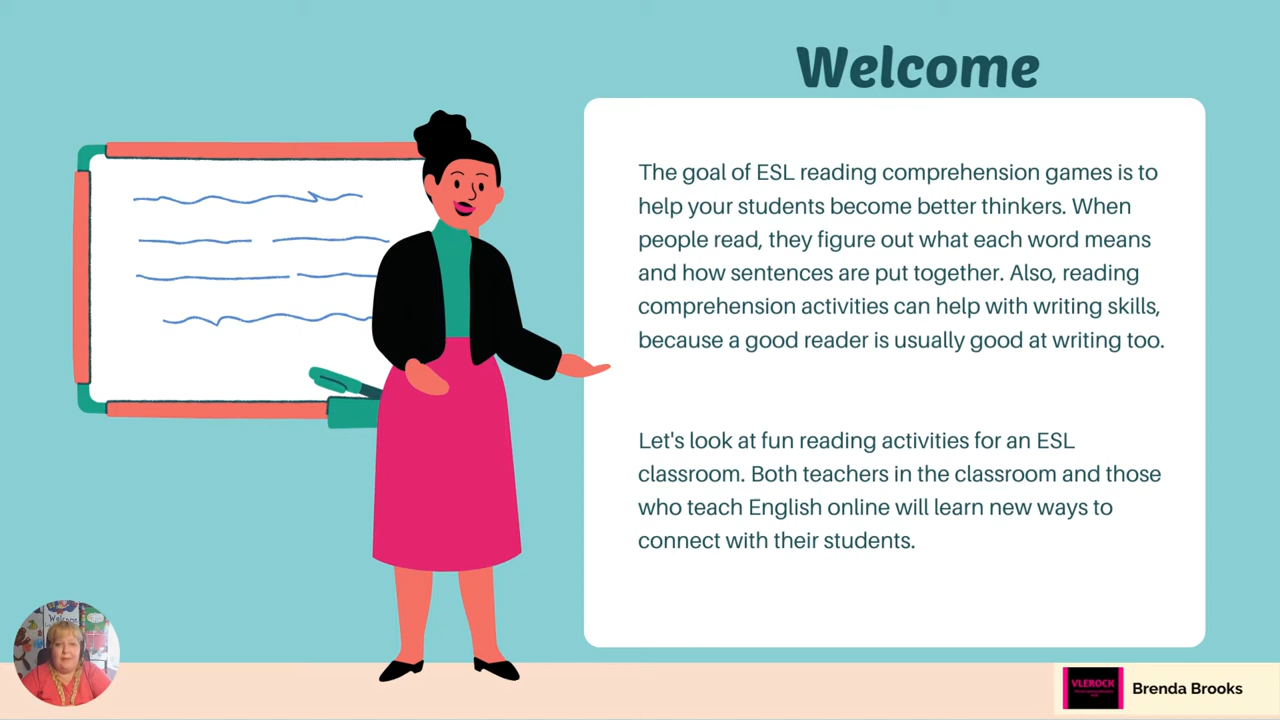 Welcome
The goal of ESL reading comprehension games is to
help your students become better thinkers. When
people read, they figure out what each word means
and how sentences are put together. Also, reading
comprehension activities can help with writing skills,
because a good reader is usually good at writing too.
Let's look at fun reading activities for an ESL
classroom. Both teachers in the classroom and those
who teach English online will learn new ways to
connect with their students.
Welcome
VLEROCK
Brenda Brooks